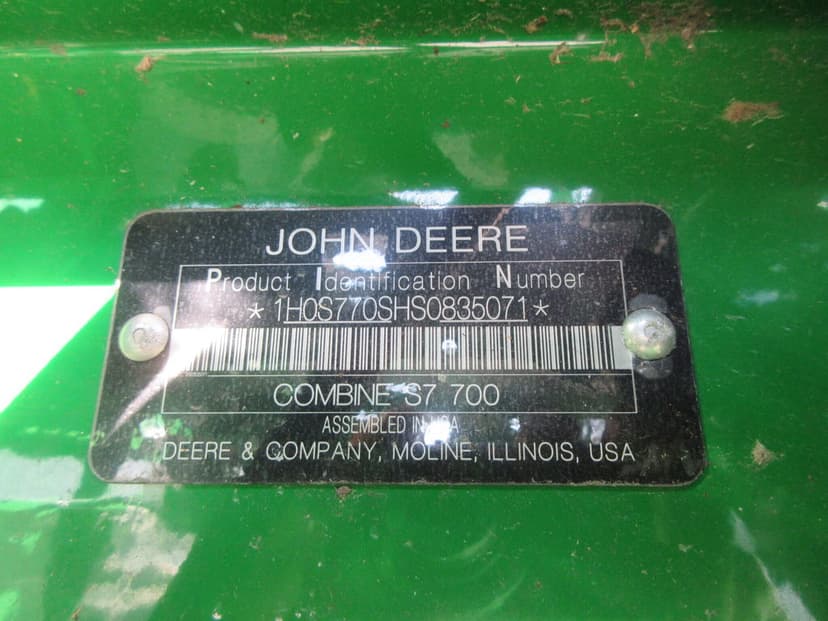 JOHN DEERE
Product Identification Number
*1H0S770SHS0835071*
COMBINE S7 700
ASSEMBLED IN USA
DEERE & COMPANY, MOLINE, ILLINOIS, USA